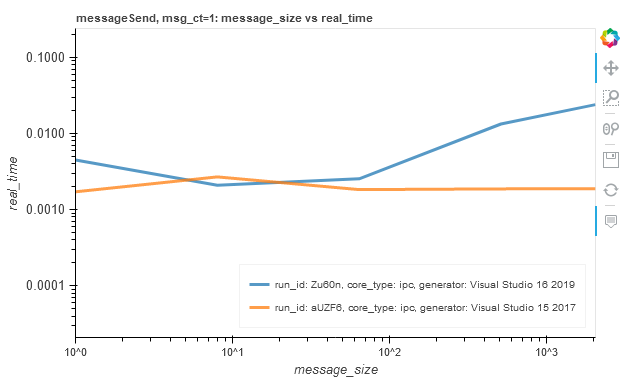 messageSend, msg_ct=1: message_size vs real_time
0.1000
0.0100
0.0010
0.0001
real_time
run_id: Zu60n, core_type: ipc, generator: Visual Studio 16 2019
run_id: aUZF6, core_type: ipc, generator: Visual Studio 15 2017
10^0
10^1
10^2
10^3
message_size